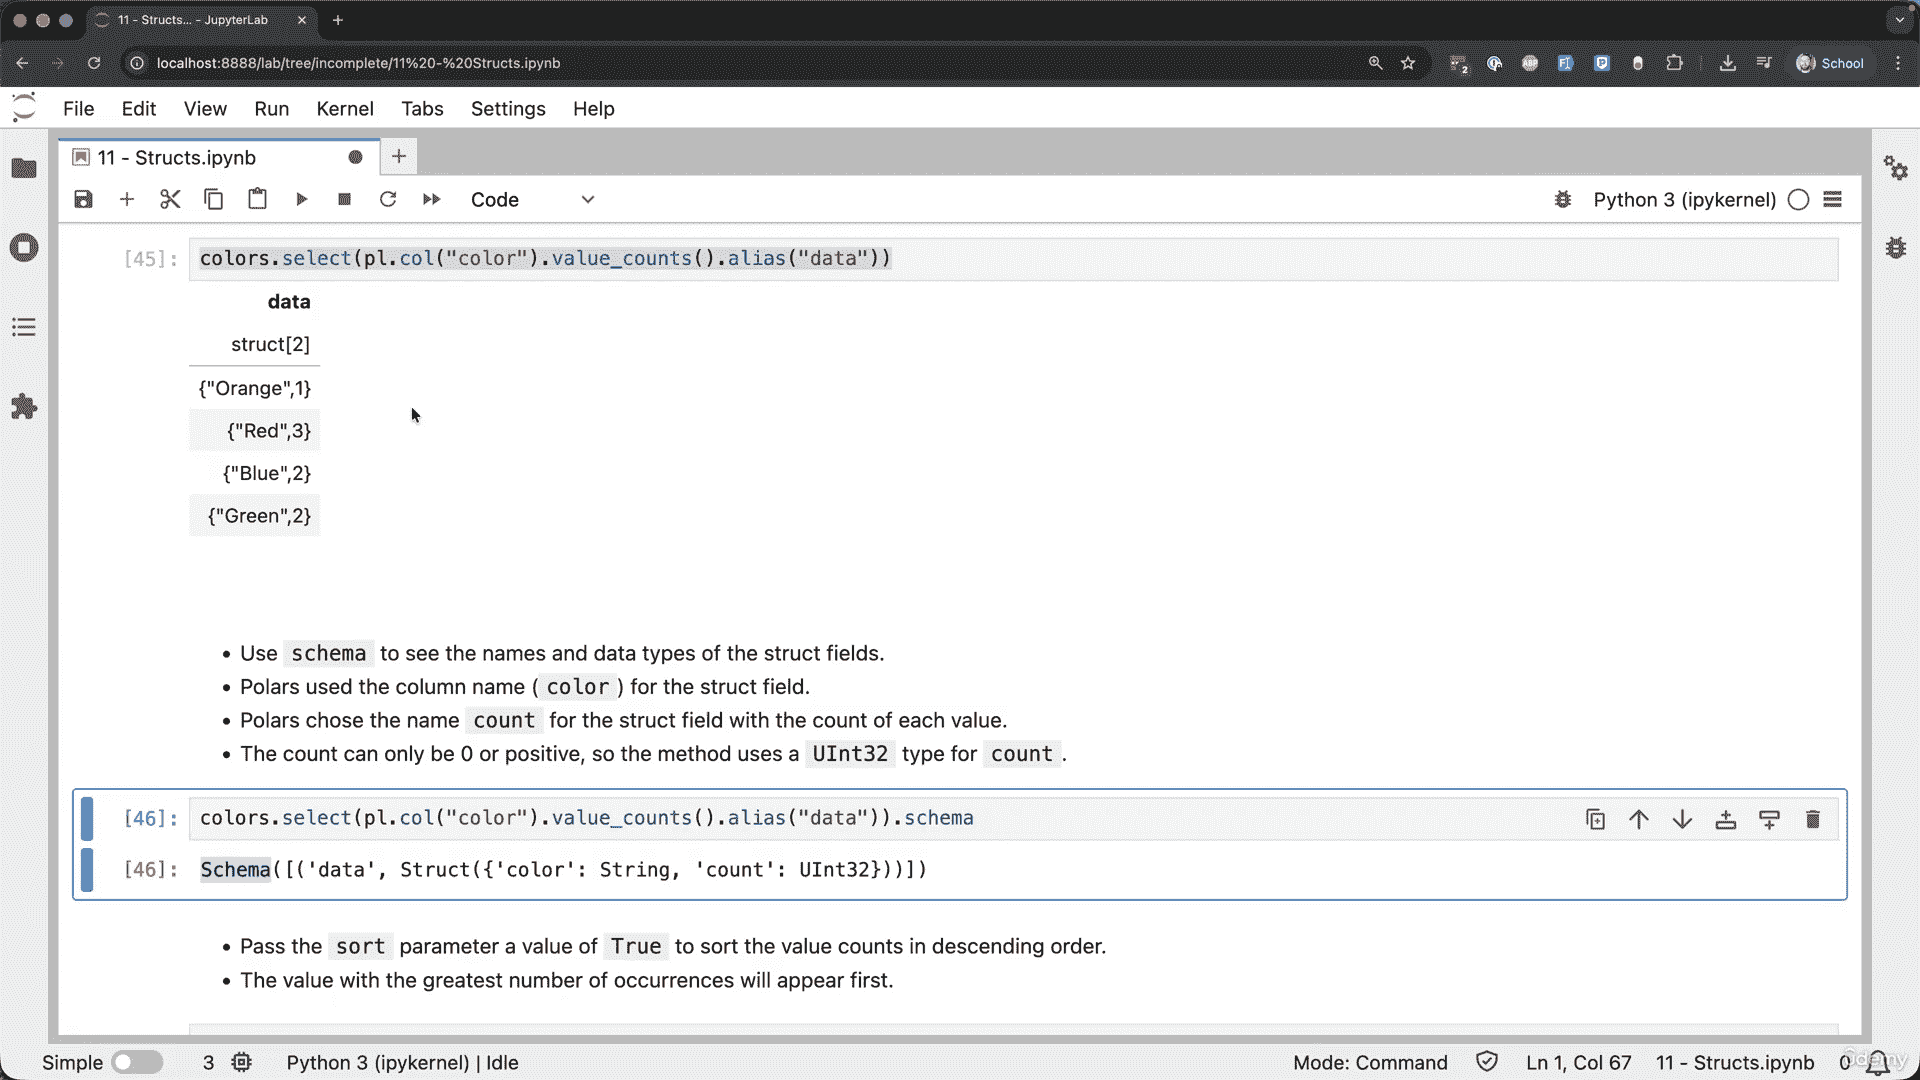 11 - Structs... - JupyterLab
localhost:8888/lab/tree/incomplete/11%20-%20Structs.ipynb
2
ABP
School
File Edit View Run Kernel Tabs Settings Help
11 - Structs.ipynb
Code
Python 3 (ipykernel)
[45]: colors.select(pl.col("color").value_counts().alias("data"))
data
struct[2]
{"Orange",1}
{"Red",3}
{"Blue",2}
{"Green",2}
• Use schema to see the names and data types of the struct fields.
• Polars used the column name ( color ) for the struct field.
• Polars chose the name count for the struct field with the count of each value.
• The count can only be 0 or positive, so the method uses a UInt32 type for count .
[46]: colors.select(pl.col("color").value_counts().alias("data")).schema
[46]: Schema([('data', Struct({'color': String, 'count': UInt32}))])
• Pass the sort parameter a value of True to sort the value counts in descending order.
• The value with the greatest number of occurrences will appear first.
Simple 3 Python 3 (ipykernel) | Idle Mode: Command Ln 1, Col 67 11 - Structs.ipynb 0
udemy